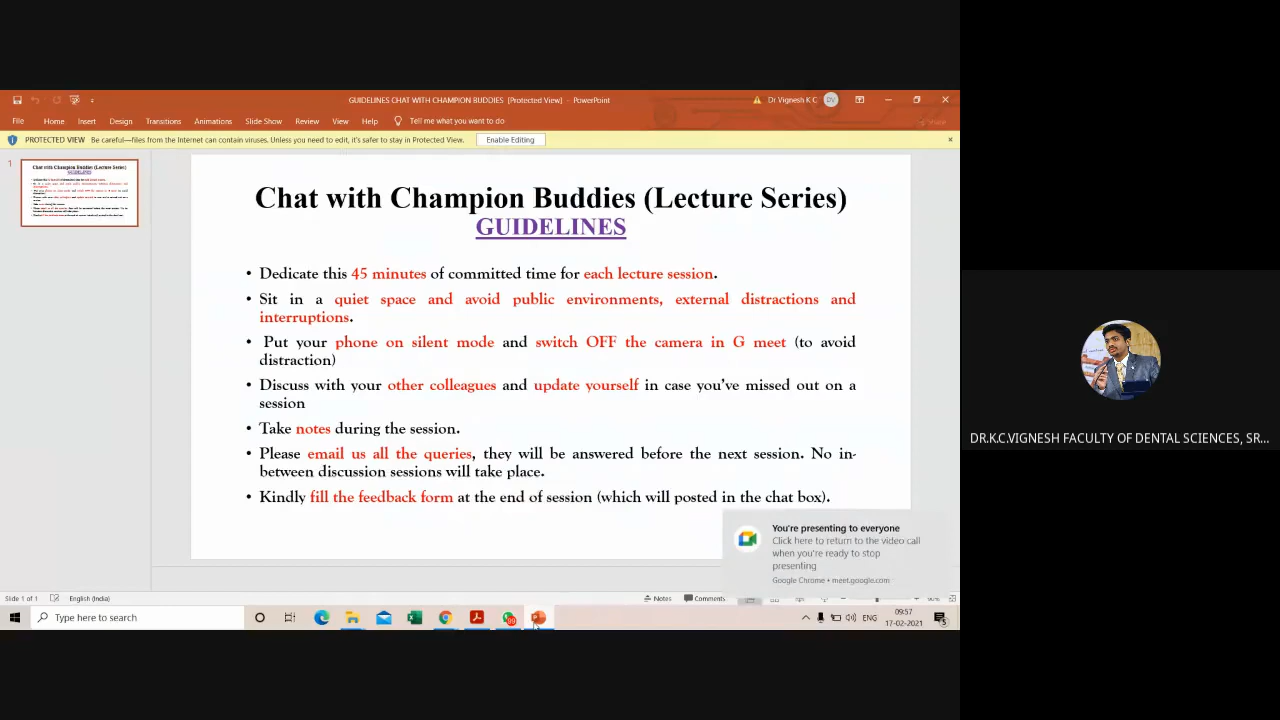 GUIDELINES CHAT WITH CHAMPION BUDDIES [Protected View] – PowerPoint
Dr Vignesh K C
DV
File Home Insert Design Transitions Animations Slide Show Review View Help Tell me what you want to do
PROTECTED VIEW Be careful—files from the Internet can contain viruses. Unless you need to edit, it's safer to stay in Protected View. Enable Editing
1
Chat with Champion Buddies (Lecture Series)
GUIDELINES
Chat with Champion Buddies (Lecture Series)
GUIDELINES
• Dedicate this 45 minutes of committed time for each lecture session.
• Sit in a quiet space and avoid public environments, external distractions and
interruptions.
• Put your phone on silent mode and switch OFF the camera in G meet (to avoid
distraction)
• Discuss with your other colleagues and update yourself in case you've missed out on a
session
• Take notes during the session.
• Please email us all the queries, they will be answered before the next session. No in-
between discussion sessions will take place.
• Kindly fill the feedback form at the end of session (which will posted in the chat box).
You're presenting to everyone
Click here to return to the video call
when you're ready to stop
presenting
Google Chrome • meet.google.com
DR.K.C.VIGNESH FACULTY OF DENTAL SCIENCES, SR...
Slide 1 of 1 English (India) Notes Comments
Type here to search
99
ENG
09:57
17-02-2021
5